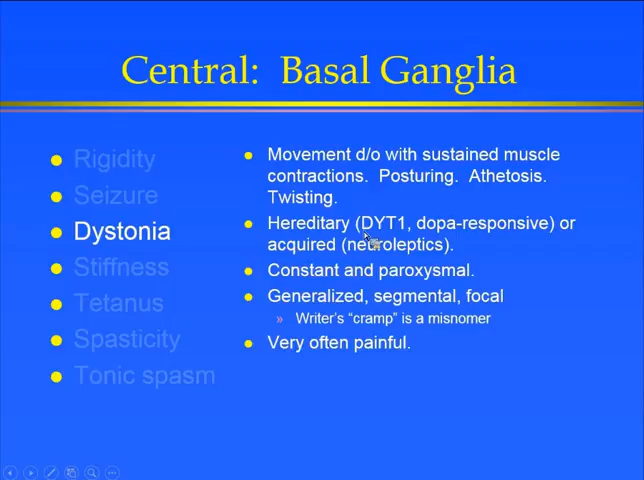 Central: Basal Ganglia
Rigidity
Seizure
Dystonia
Stiffness
Tetanus
Spasticity
Tonic spasm
Movement d/o with sustained muscle
contractions. Posturing. Athetosis.
Twisting.
Hereditary (DYT1, dopa-responsive) or
acquired (neuroleptics).
Constant and paroxysmal.
Generalized, segmental, focal
» Writer's “cramp” is a misnomer
Very often painful.